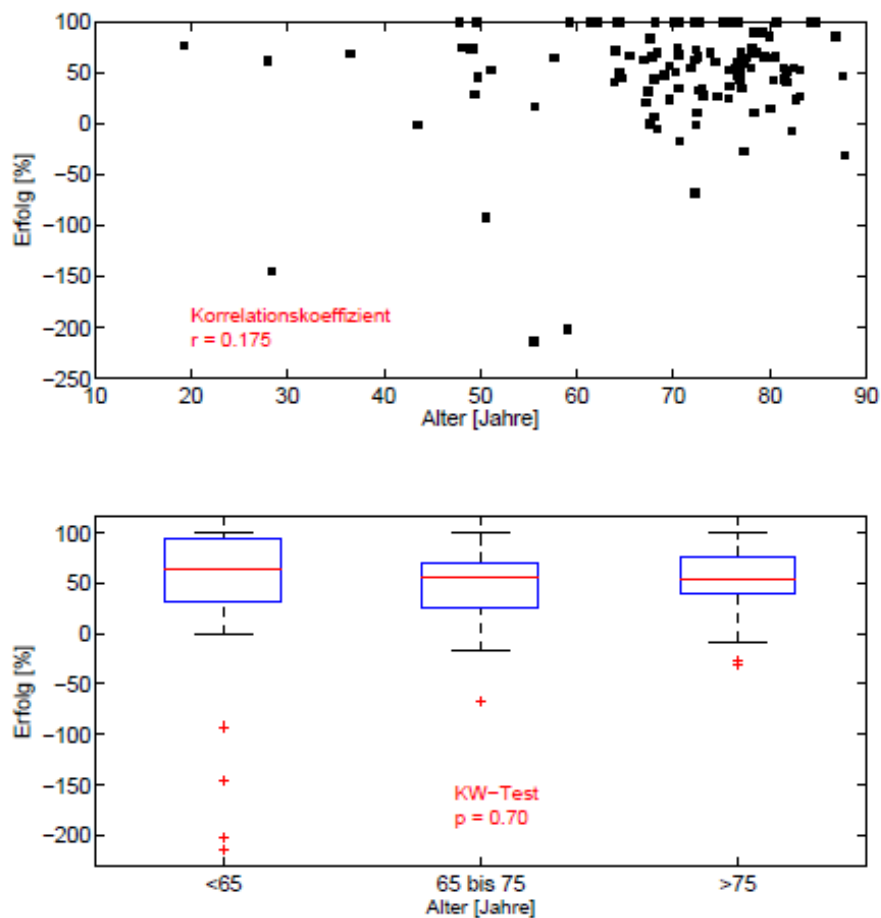 100
50
0
−50
−100
−150
−200
−250
Erfolg [%]
Korrelationskoeffizient
r = 0.175
10 20 30 40 50 60 70 80 90
Alter [Jahre]
100
50
0
−50
−100
−150
−200
Erfolg [%]
KW−Test
p = 0.70
<65 65 bis 75 >75
Alter [Jahre]